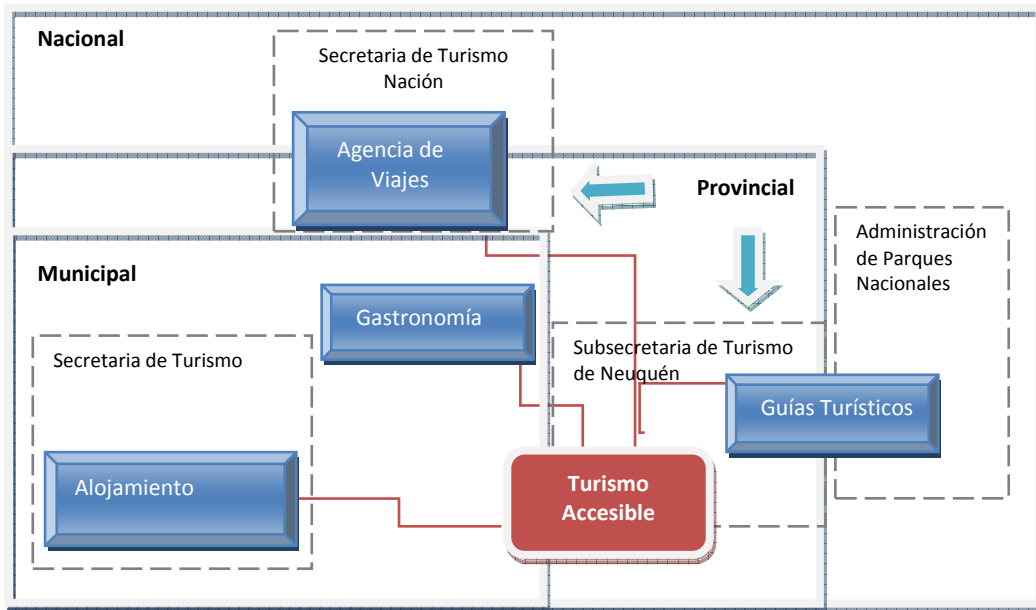 Nacional
Secretaria de Turismo
Nación
Agencia de
Viajes
Provincial
Administración
de Parques
Nacionales
Municipal
Gastronomía
Secretaria de Turismo
Subsecretaria de Turismo
de Neuquén
Guías Turísticos
Alojamiento
Turismo
Accesible